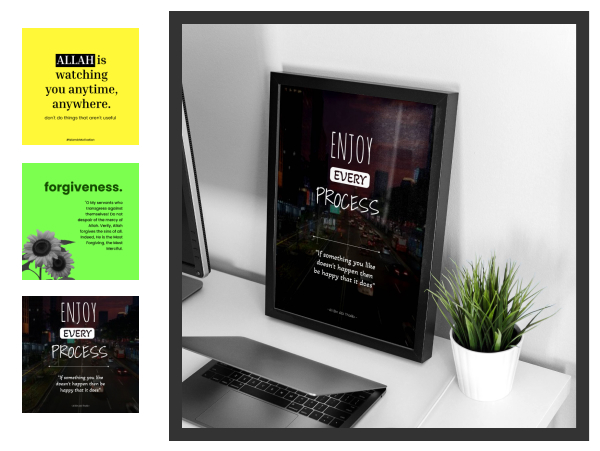 ALLAH is
watching
you anytime,
anywhere.
don't do things that aren't useful
forgiveness.
"O My servants who
transgress against
themselves! Do not
despair of the mercy of
Allah. Verily, Allah
forgives the sins of all.
Indeed, He is the Most
Forgiving, the Most
Merciful.
ENJOY
EVERY
PROCESS
"If something you like
doesn't happen then be
happy that it does"
ENJOY
EVERY
PROCESS
"If something you like
doesn't happen then
be happy that it does"